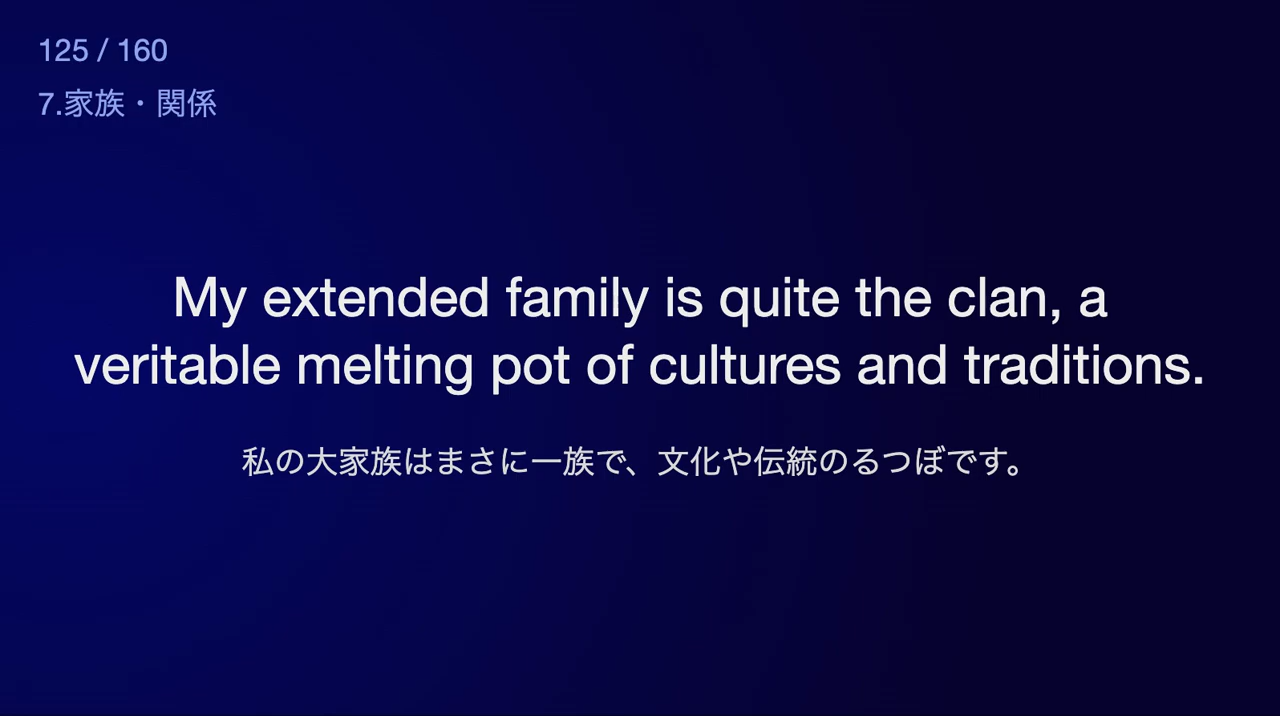 125 / 160
7.家族・関係
My extended family is quite the clan, a
veritable melting pot of cultures and traditions.
私の大家族はまさに一族で、文化や伝統のるつぼです。